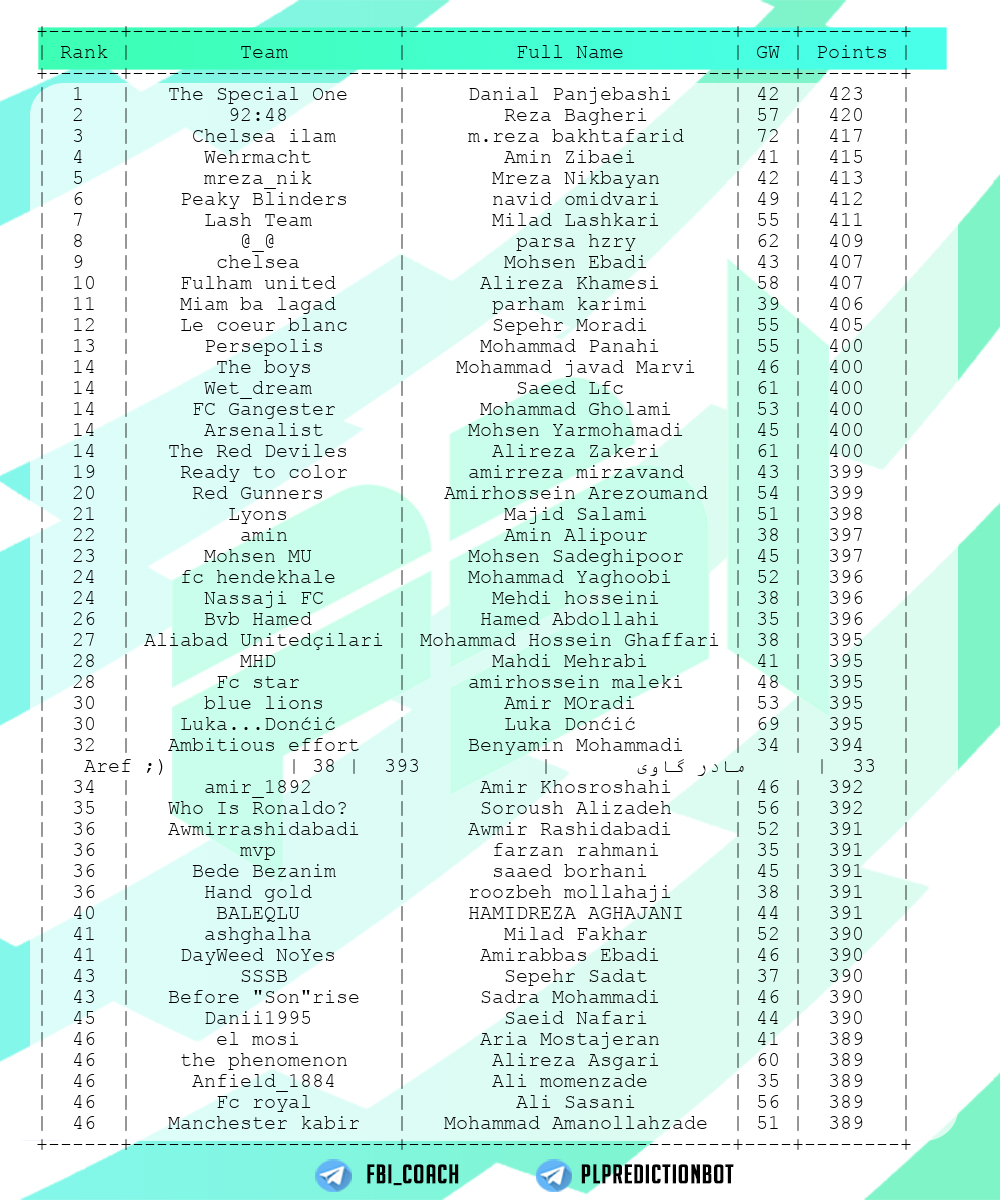 Rank | Team | Full Name | GW | Points
1 | The Special One | Danial Panjebashi | 42 | 423
2 | 92:48 | Reza Bagheri | 57 | 420
3 | Chelsea ilam | m.reza bakhtafarid | 72 | 417
4 | Wehrmacht | Amin Zibaei | 41 | 415
5 | mreza_nik | Mreza Nikbayan | 42 | 413
6 | Peaky Blinders | navid omidvari | 49 | 412
7 | Lash Team | Milad Lashkari | 55 | 411
8 | @_@ | parsa hzry | 62 | 409
9 | chelsea | Mohsen Ebadi | 43 | 407
10 | Fulham united | Alireza Khamesi | 58 | 407
11 | Miam ba lagad | parham karimi | 39 | 406
12 | Le coeur blanc | Sepehr Moradi | 55 | 405
13 | Persepolis | Mohammad Panahi | 55 | 400
14 | The boys | Mohammad javad Marvi | 46 | 400
14 | Wet_dream | Saeed Lfc | 61 | 400
14 | FC Gangester | Mohammad Gholami | 53 | 400
14 | Arsenalist | Mohsen Yarmohamadi | 45 | 400
14 | The Red Deviles | Alireza Zakeri | 61 | 400
19 | Ready to color | amirreza mirzavand | 43 | 399
20 | Red Gunners | Amirhossein Arezoumand | 54 | 399
21 | Lyons | Majid Salami | 51 | 398
22 | amin | Amin Alipour | 38 | 397
23 | Mohsen MU | Mohsen Sadeghipoor | 45 | 397
24 | fc hendekhale | Mohammad Yaghoobi | 52 | 396
24 | Nassaji FC | Mehdi hosseini | 38 | 396
26 | Bvb Hamed | Hamed Abdollahi | 35 | 396
27 | Aliabad Unitedçilari | Mohammad Hossein Ghaffari | 38 | 395
28 | MHD | Mahdi Mehrabi | 41 | 395
28 | Fc star | amirhossein maleki | 48 | 395
30 | blue lions | Amir MOradi | 53 | 395
30 | Luka...Donćić | Luka Donćić | 69 | 395
32 | Ambitious effort | Benyamin Mohammadi | 34 | 394
Aref ;) | 38 | 393 | مادر گاوی | 33
34 | amir_1892 | Amir Khosroshahi | 46 | 392
35 | Who Is Ronaldo? | Soroush Alizadeh | 56 | 392
36 | Awmirrashidabadi | Awmir Rashidabadi | 52 | 391
36 | mvp | farzan rahmani | 35 | 391
36 | Bede Bezanim | saaed borhani | 45 | 391
36 | Hand gold | roozbeh mollahaji | 38 | 391
40 | BALEQLU | HAMIDREZA AGHAJANI | 44 | 391
41 | ashghalha | Milad Fakhar | 52 | 390
41 | DayWeed NoYes | Amirabbas Ebadi | 46 | 390
43 | SSSB | Sepehr Sadat | 37 | 390
43 | Before "Son"rise | Sadra Mohammadi | 46 | 390
45 | Danii1995 | Saeid Nafari | 44 | 390
46 | el mosi | Aria Mostajeran | 41 | 389
46 | the phenomenon | Alireza Asgari | 60 | 389
46 | Anfield_1884 | Ali momenzade | 35 | 389
46 | Fc royal | Ali Sasani | 56 | 389
46 | Manchester kabir | Mohammad Amanollahzade | 51 | 389
FBI_COACH PLPREDICTIONBOT